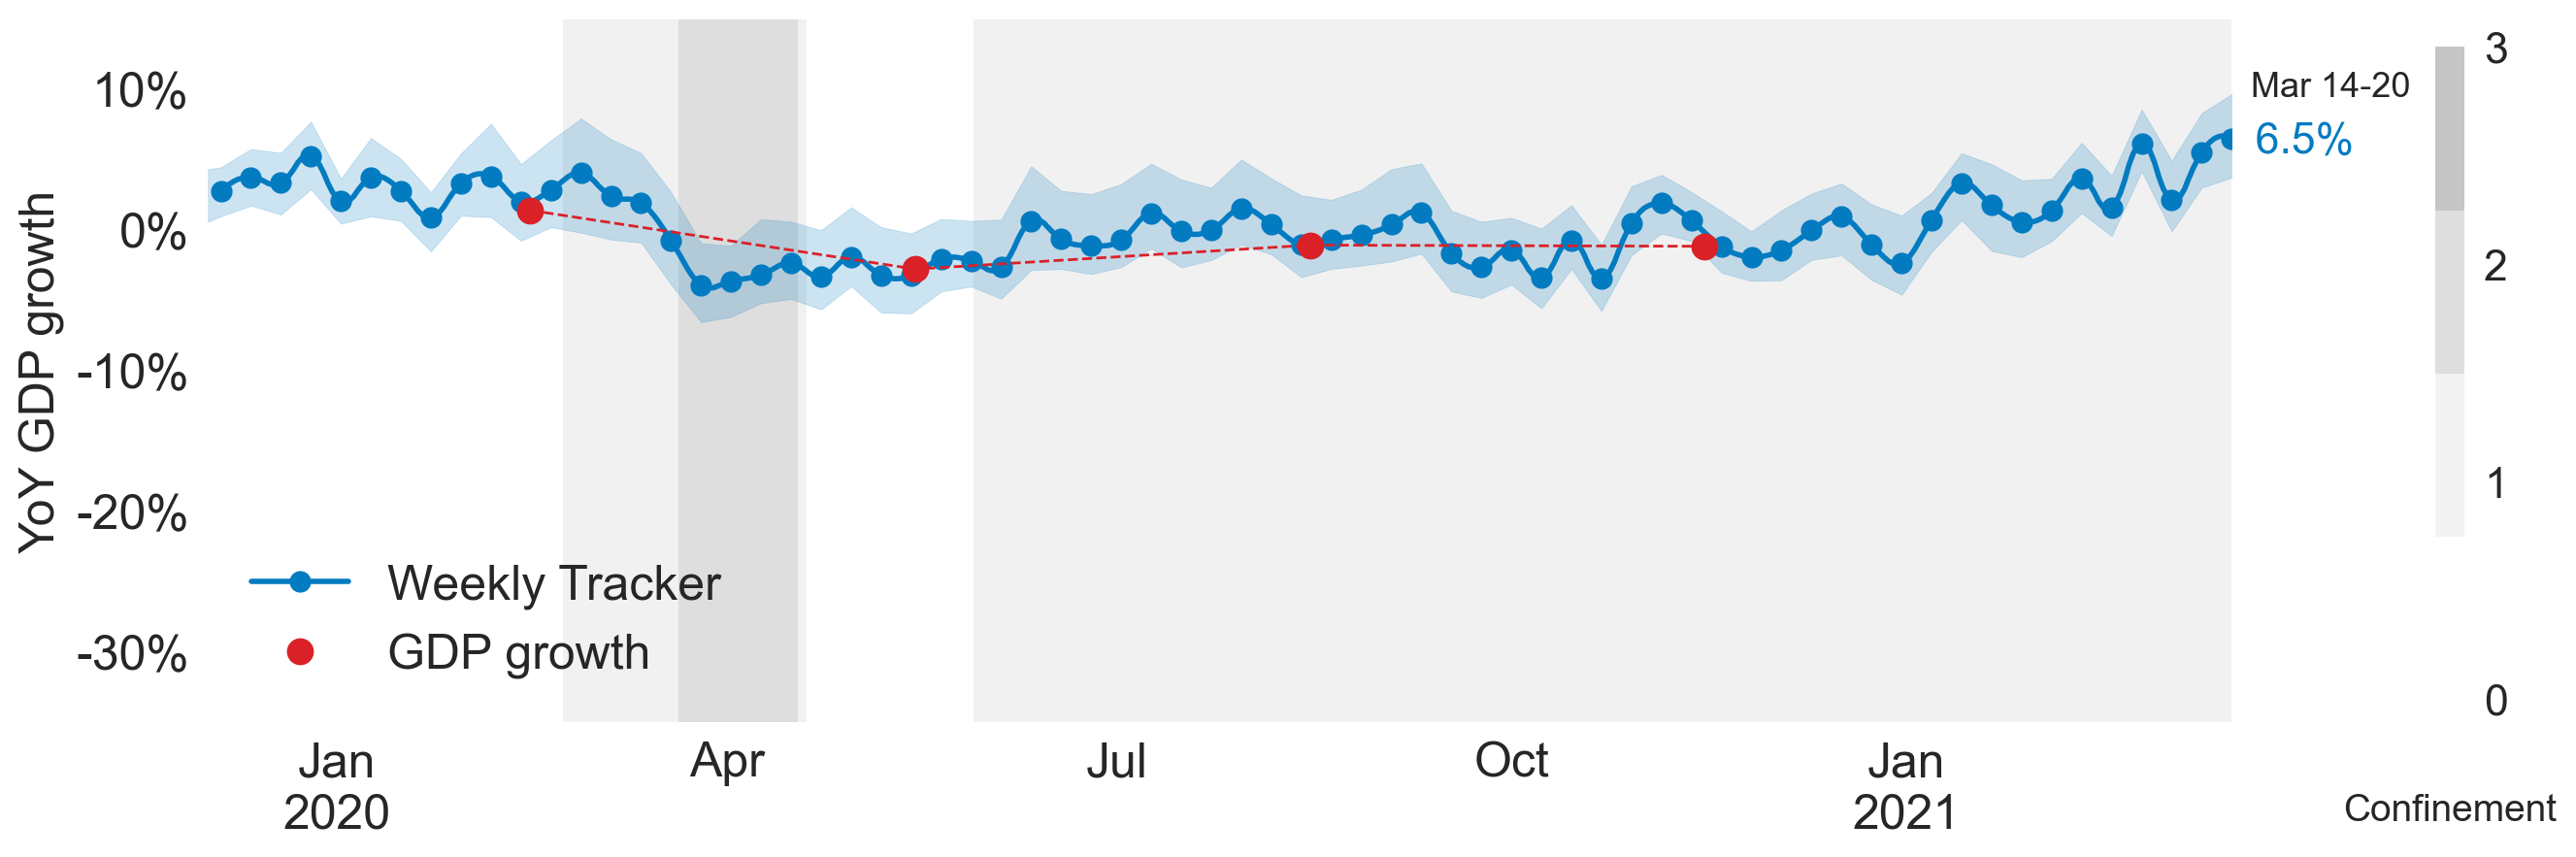 YoY GDP growth
10%
0%
-10%
-20%
-30%
Weekly Tracker
GDP growth
Jan
2020
Apr
Jul
Oct
Jan
2021
Mar 14-20
6.5%
3
2
1
0
Confinement